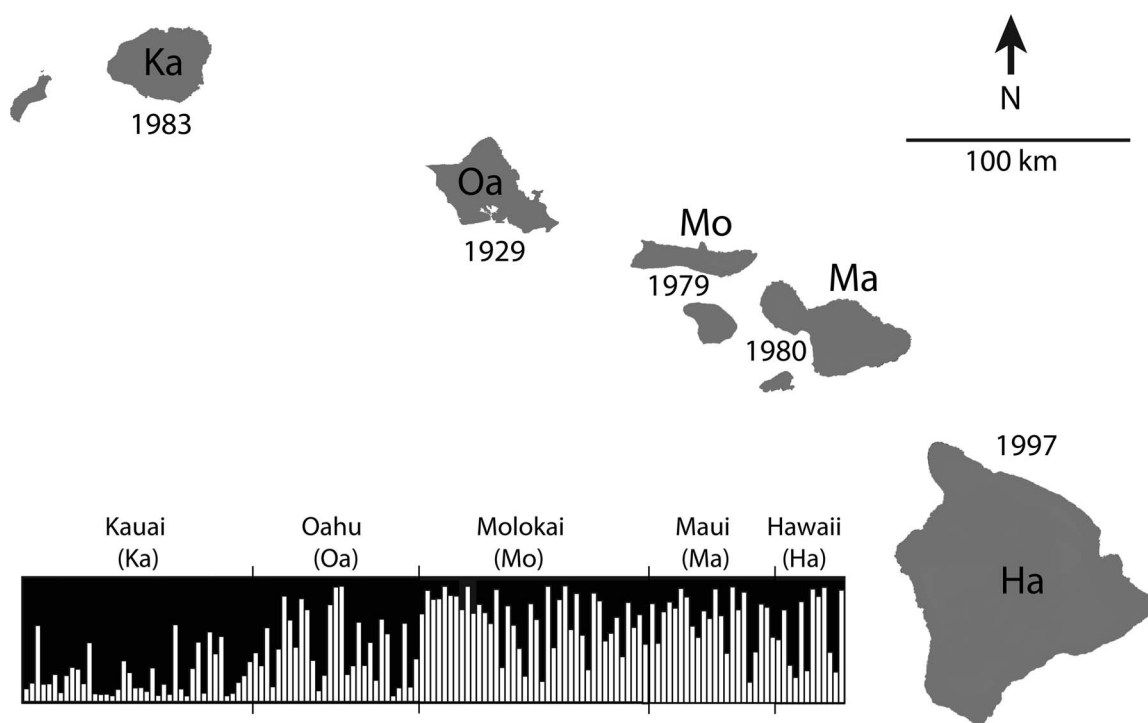 Ka
1983
N
100 km
Oa
1929
Mo
1979
Ma
1980
1997
Ha
Kauai
(Ka)
Oahu
(Oa)
Molokai
(Mo)
Maui
(Ma)
Hawaii
(Ha)